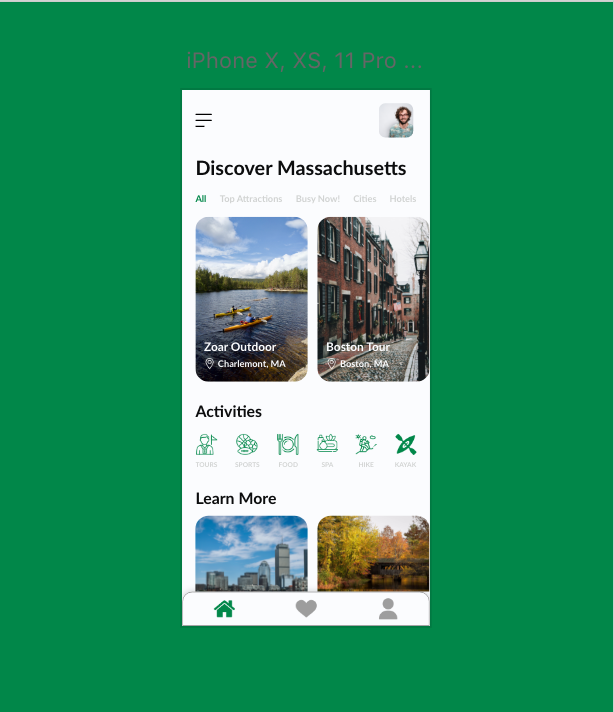 iPhone X, XS, 11 Pro ...
Discover Massachusetts
All Top Attractions Busy Now! Cities Hotels
Zoar Outdoor Boston Tour
Charlemont, MA Boston, MA
Activities
TOURS SPORTS FOOD SPA HIKE KAYAK
Learn More